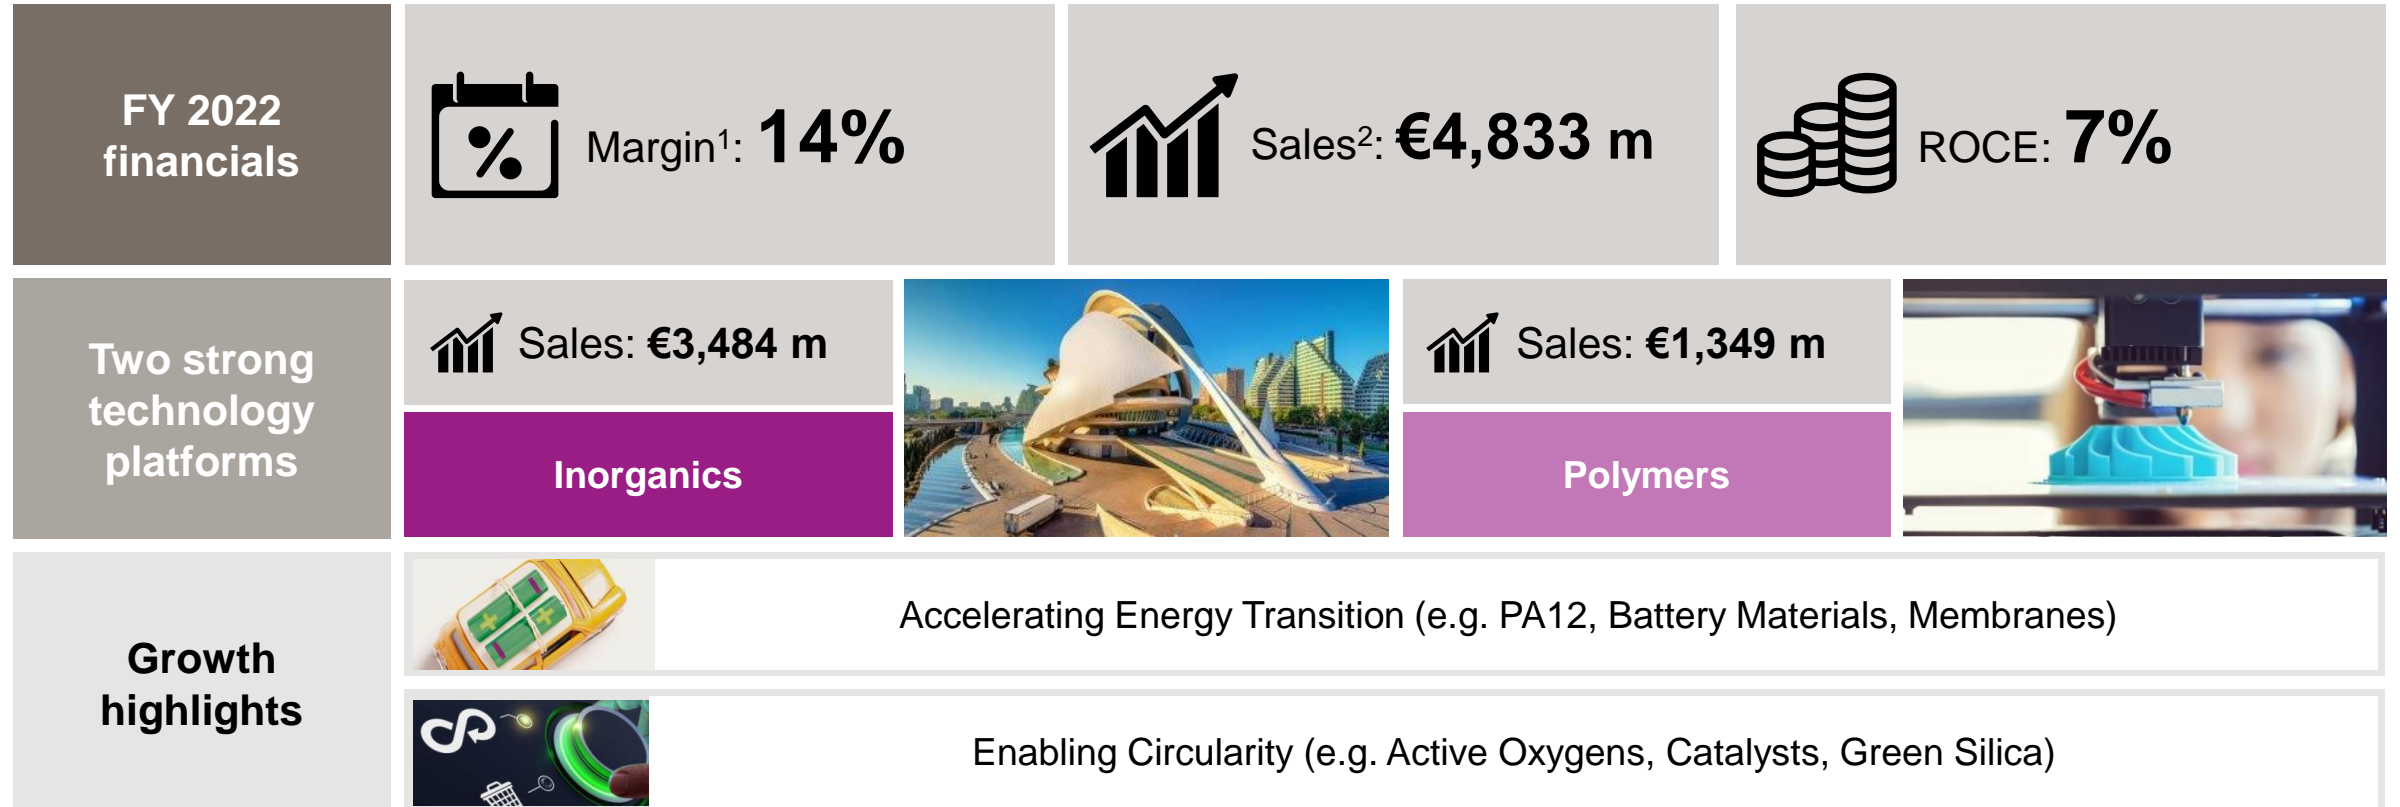 FY 2022
financials
Margin¹: 14%
Sales²: €4,833 m
ROCE: 7%
Two strong
technology
platforms
Sales: €3,484 m
Inorganics
Sales: €1,349 m
Polymers
Growth
highlights
Accelerating Energy Transition (e.g. PA12, Battery Materials, Membranes)
Enabling Circularity (e.g. Active Oxygens, Catalysts, Green Silica)